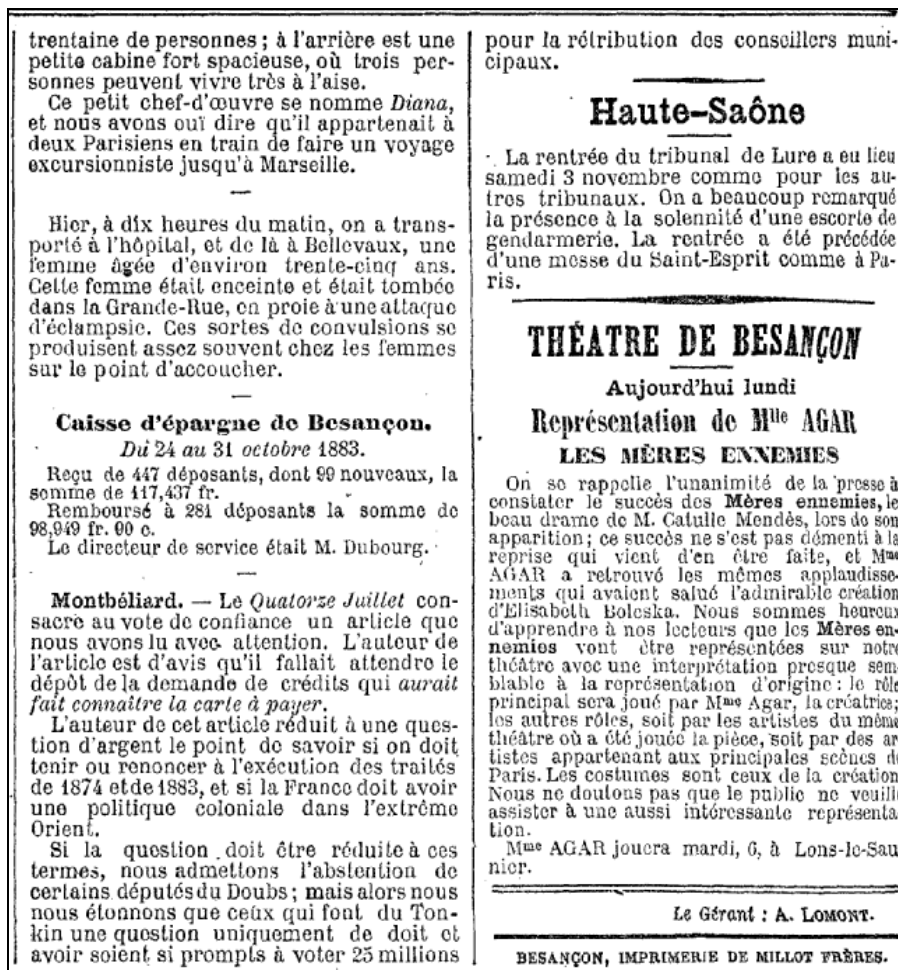 trentaine de personnes ; à l'arrière est une
petite cabine fort spacieuse, où trois per-
sonnes peuvent vivre très à l'aise.
Ce petit chef-d'œuvre se nomme Diana,
et nous avons ouï dire qu'il appartenait à
deux Parisiens en train de faire un voyage
excursionniste jusqu'à Marseille.
—
Hier, à dix heures du matin, on a trans-
porté à l'hôpital, et de là à Bellevaux, une
femme âgée d'environ trente-cinq ans.
Cette femme était enceinte et était tombée
dans la Grande-Rue, en proie à une attaque
d'éclampsie. Ces sortes de convulsions se
produisent assez souvent chez les femmes
sur le point d'accoucher.
—
Caisse d'épargne de Besançon.
Du 24 au 31 octobre 1883.
Reçu de 447 déposants, dont 99 nouveaux, la
somme de 117,437 fr.
Remboursé à 281 déposants la somme de
98,949 fr. 90 c.
Le directeur de service était M. Dubourg.
—
Montbéliard. — Le Quatorze Juillet con-
sacre au vote de confiance un article que
nous avons lu avec attention. L'auteur de
l'article est d'avis qu'il fallait attendre le
dépôt de la demande de crédits qui aurait
fait connaître la carte à payer.
L'auteur de cet article réduit à une ques-
tion d'argent le point de savoir si on doit
tenir ou renoncer à l'exécution des traités
de 1874 et de 1883, et si la France doit avoir
une politique coloniale dans l'extrême
Orient.
Si la question doit être réduite à ces
termes, nous admettons l'abstention de
certains députés du Doubs ; mais alors nous
nous étonnons que ceux qui font du Ton-
kin une question uniquement de doit et
avoir soient si prompts à voter 25 millions
pour la rétribution des conseillers muni-
cipaux.
Haute-Saône
La rentrée du tribunal de Lure a eu lieu
samedi 3 novembre comme pour les au-
tres tribunaux. On a beaucoup remarqué
la présence à la solennité d'une escorte de
gendarmerie. La rentrée a été précédée
d'une messe du Saint-Esprit comme à Pa-
ris.
THÉATRE DE BESANÇON
Aujourd'hui lundi
Représentation de Mlle AGAR
LES MÈRES ENNEMIES
On se rappelle l'unanimité de la presse à
constater le succès des Mères ennemies, le
beau drame de M. Catulle Mendès, lors de son
apparition ; ce succès ne s'est pas démenti à la
reprise qui vient d'en être faite, et Mme
AGAR a retrouvé les mêmes applaudisse-
ments qui avaient salué l'admirable création
d'Elisabeth Boleska. Nous sommes heureux
d'apprendre à nos lecteurs que les Mères en-
nemies vont être représentées sur notre
théâtre avec une interprétation presque sem
blable à la représentation d'origine : le rôle
principal sera joué par Mme Agar, la créatrice ;
les autres rôles, soit par les artistes du même
théâtre où a été jouée la pièce, soit par des ar
tistes appartenant aux principales scènes de
Paris. Les costumes sont ceux de la création
Nous ne doutons pas que le public ne veuille
assister à une aussi intéressante représenta
tion.
Mme AGAR jouera mardi, 6, à Lons-le-Sau
nier.
Le Gérant : A. LOMONT.
BESANÇON, IMPRIMERIE DE MILLOT FRÈRES.